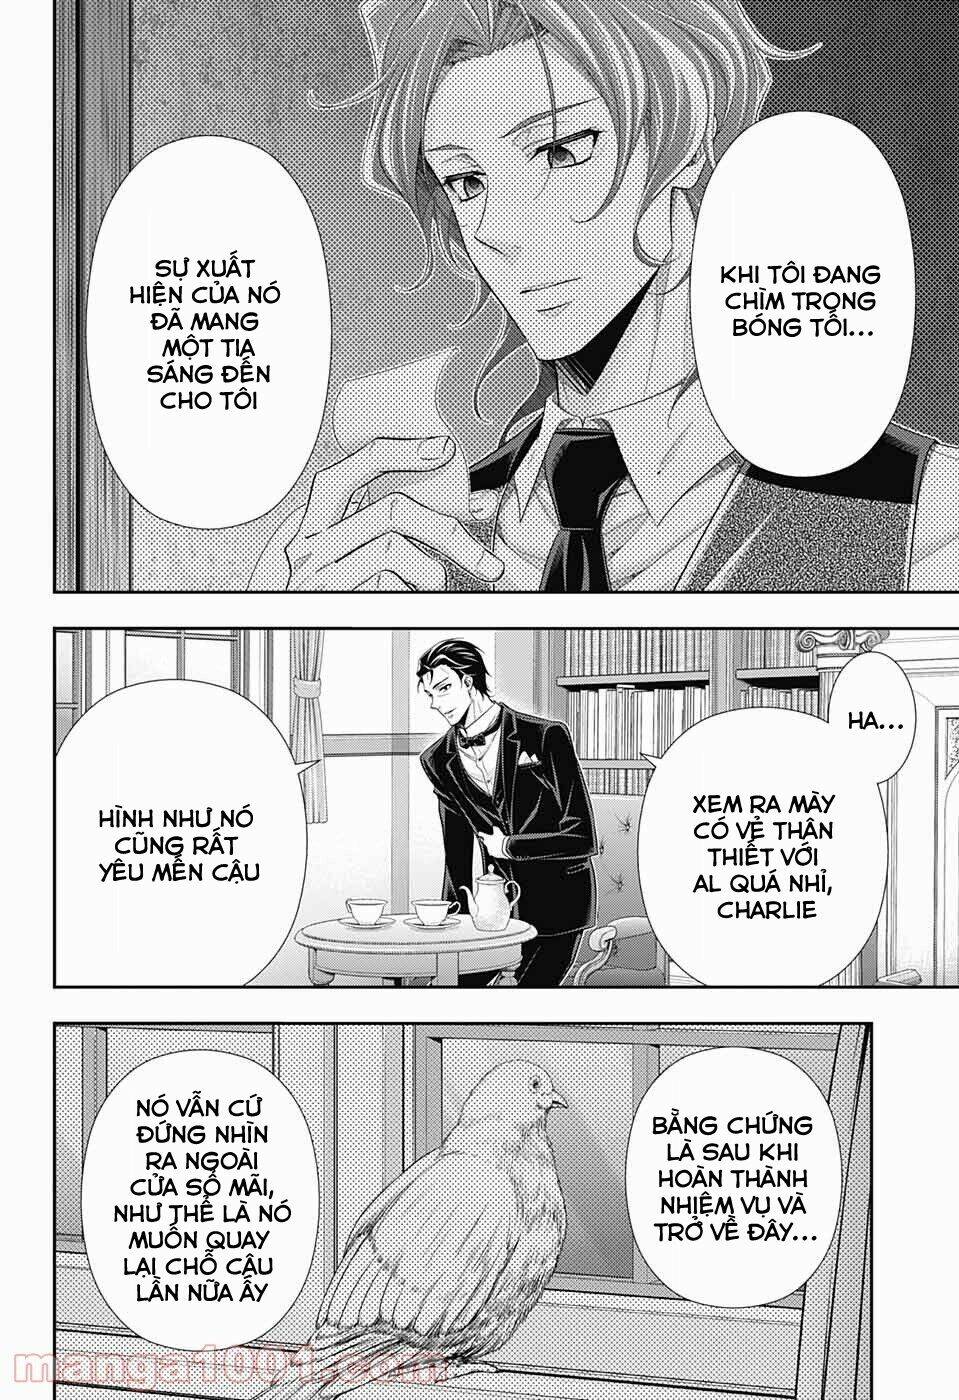 KHI TÔI ĐANG
CHÌM TRONG
BÓNG TỐI...
SỰ XUẤT
HIỆN CỦA NÓ
ĐÃ MANG
MỘT TIA
SÁNG ĐẾN
CHO TÔI
HA...
XEM RA MÀY
CÓ VẺ THÂN
THIẾT VỚI
AL QUÁ NHỈ,
CHARLIE
HÌNH NHƯ NÓ
CŨNG RẤT
YÊU MẾN CẬU
BẰNG CHỨNG
LÀ SAU KHI
HOÀN THÀNH
NHIỆM VỤ VÀ
TRỞ VỀ ĐÂY...
NÓ VẪN CỨ
ĐỨNG NHÌN
RA NGOÀI
CỬA SỔ MÃI,
NHƯ THỂ LÀ NÓ
MUỐN QUAY
LẠI CHỖ CẬU
LẦN NỮA ẤY
manga1001.com